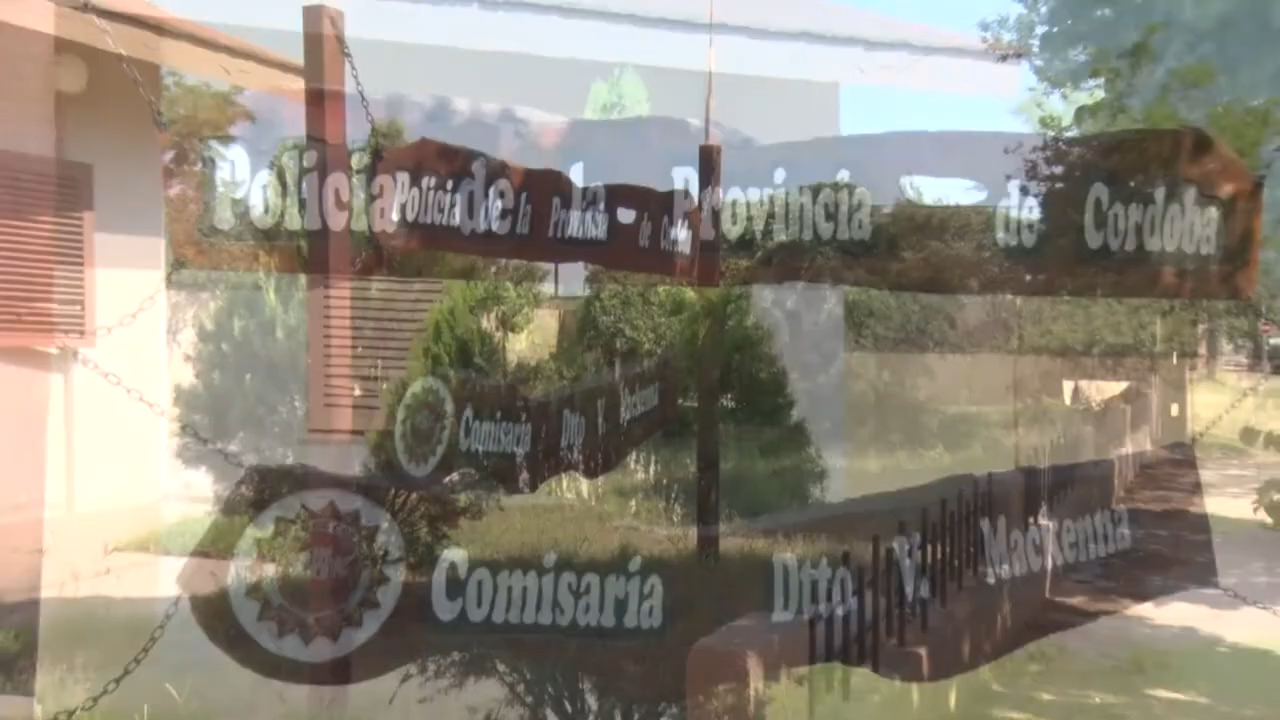 Policia de la Provincia de Cordoba
Policia de la Provincia de Cordoba
Comisaria Dtto V. Mackenna
Comisaria Dtto. V. Mackenna